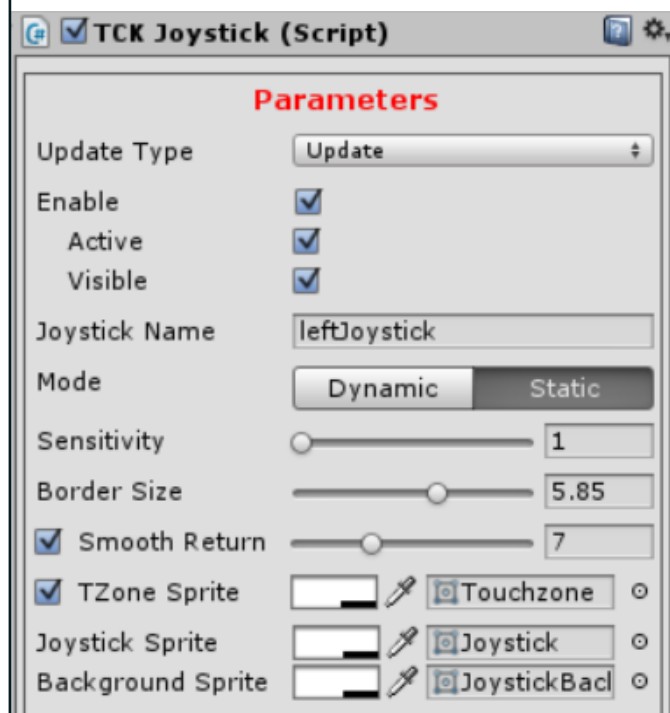 TCK Joystick (Script)
Parameters
Update Type Update
Enable
Active
Visible
Joystick Name leftJoystick
Mode Dynamic Static
Sensitivity 1
Border Size 5.85
Smooth Return 7
TZone Sprite Touchzone
Joystick Sprite Joystick
Background Sprite JoystickBacl